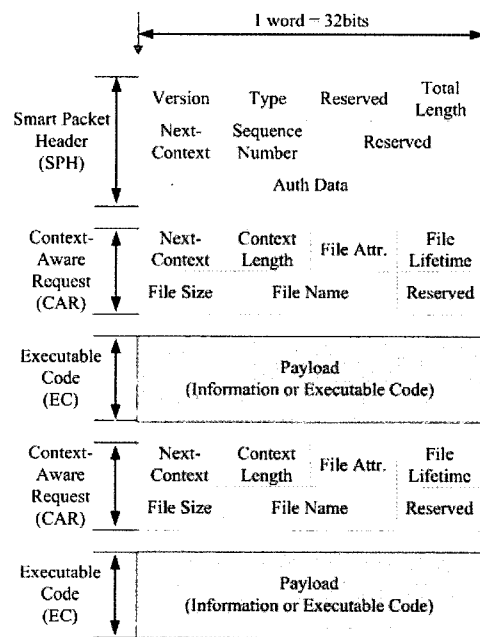 1 word = 32bits
Smart Packet
Header
(SPH)
Version Type Reserved Total
Length
Next-
Context Sequence
Number Reserved
Auth Data
Context-
Aware
Request
(CAR)
Next-
Context Context
Length File Attr. File
Lifetime
File Size File Name Reserved
Executable
Code
(EC)
Payload
(Information or Executable Code)
Context-
Aware
Request
(CAR)
Next-
Context Context
Length File Attr. File
Lifetime
File Size File Name Reserved
Executable
Code
(EC)
Payload
(Information or Executable Code)